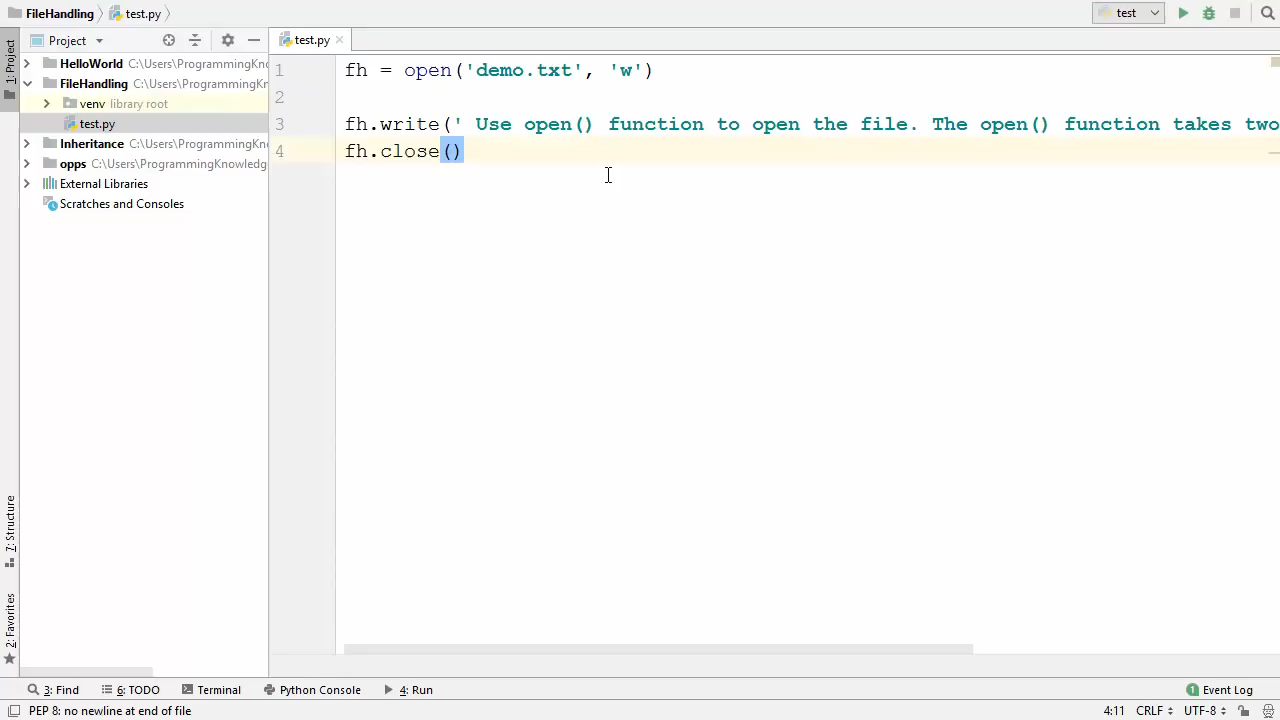 FileHandling test.py
test
1: Project
Project
test.py
HelloWorld C:\Users\ProgrammingKn
FileHandling C:\Users\ProgrammingKr
venv library root
test.py
Inheritance C:\Users\ProgrammingKn
opps C:\Users\ProgrammingKnowledg
External Libraries
Scratches and Consoles
1 fh = open('demo.txt', 'w')
2
3 fh.write(' Use open() function to open the file. The open() function takes two
4 fh.close()
7: Structure
2: Favorites
3: Find 6: TODO Terminal Python Console 4: Run 1 Event Log
PEP 8: no newline at end of file 4:11 CRLF UTF-8